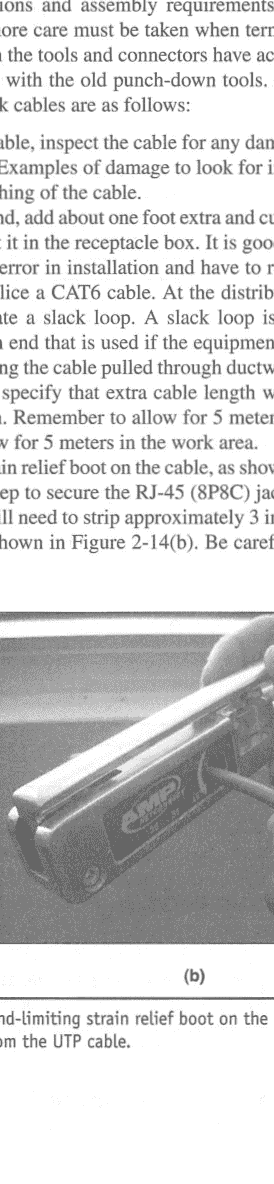 ions and assembly requirements
ore care must be taken when term
the tools and connectors have ac
with the old punch-down tools.
k cables are as follows:
able, inspect the cable for any dam
Examples of damage to look for i
hing of the cable.
nd, add about one foot extra and cu
it in the receptacle box. It is goo
error in installation and have to r
lice a CAT6 cable. At the distrib
ate a slack loop. A slack loop is
end that is used if the equipmen
ng the cable pulled through ductw
specify that extra cable length w
. Remember to allow for 5 meter
w for 5 meters in the work area.
in relief boot on the cable, as show
ep to secure the RJ-45 (8P8C) jac
ill need to strip approximately 3 in
hown in Figure 2-14(b). Be caref
AMP
(b)
nd-limiting strain relief boot on the
om the UTP cable.